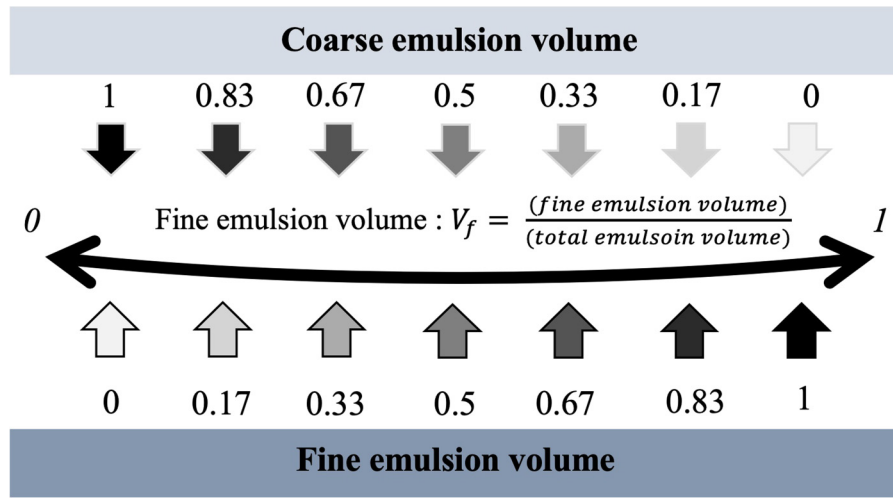 Coarse emulsion volume
1 0.83 0.67 0.5 0.33 0.17 0
0 Fine emulsion volume : V_f = (fine emulsion volume) / (total emulsoin volume) 1
0 0.17 0.33 0.5 0.67 0.83 1
Fine emulsion volume